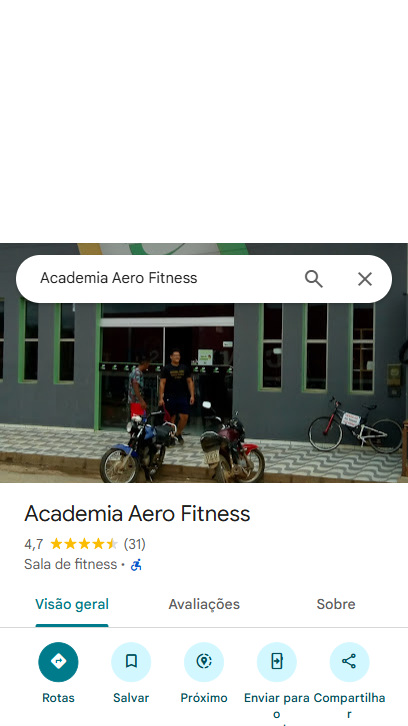 Academia Aero Fitness
Academia Aero Fitness
4,7 (31)
Sala de fitness •
Visão geral
Avaliações
Sobre
Rotas
Salvar
Próximo
Enviar para
o
Compartilha
r